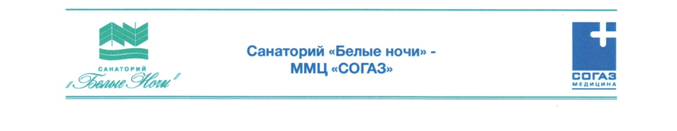 САНАТОРИЙ
"Белые Ночи"
Санаторий «Белые ночи» -
ММЦ «СОГАЗ»
СОГАЗ
МЕДИЦИНА